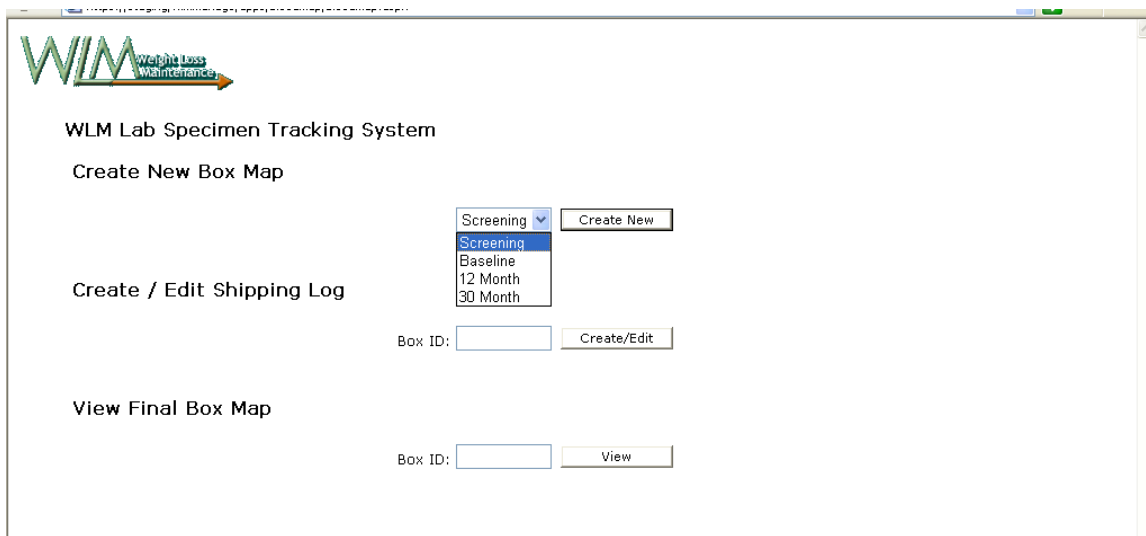 WLM Weight Loss
Maintenance
WLM Lab Specimen Tracking System
Create New Box Map
Screening Create New
Screening
Baseline
12 Month
30 Month
Create / Edit Shipping Log
Box ID: Create/Edit
View Final Box Map
Box ID: View